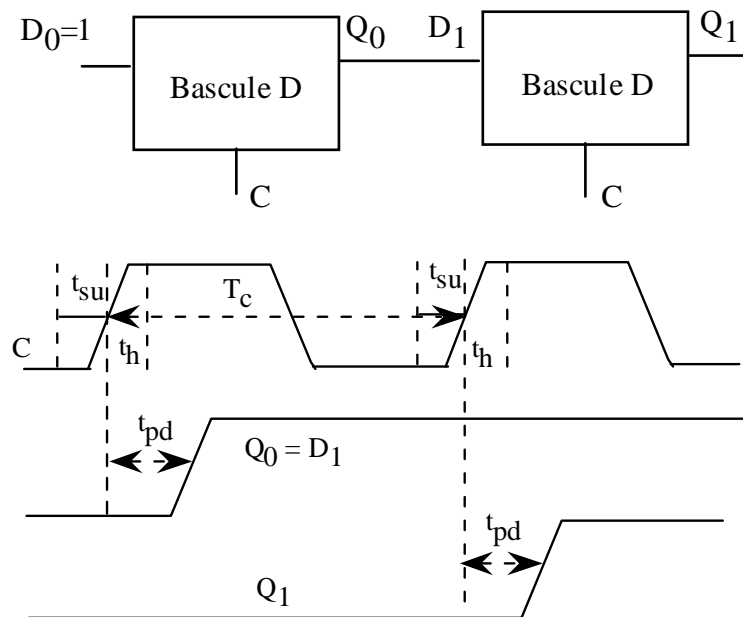 D0=1 Q0 D1 Q1
Bascule D Bascule D
C C
tsu Tc tsu
C th th
tpd Q0 = D1
tpd
Q1